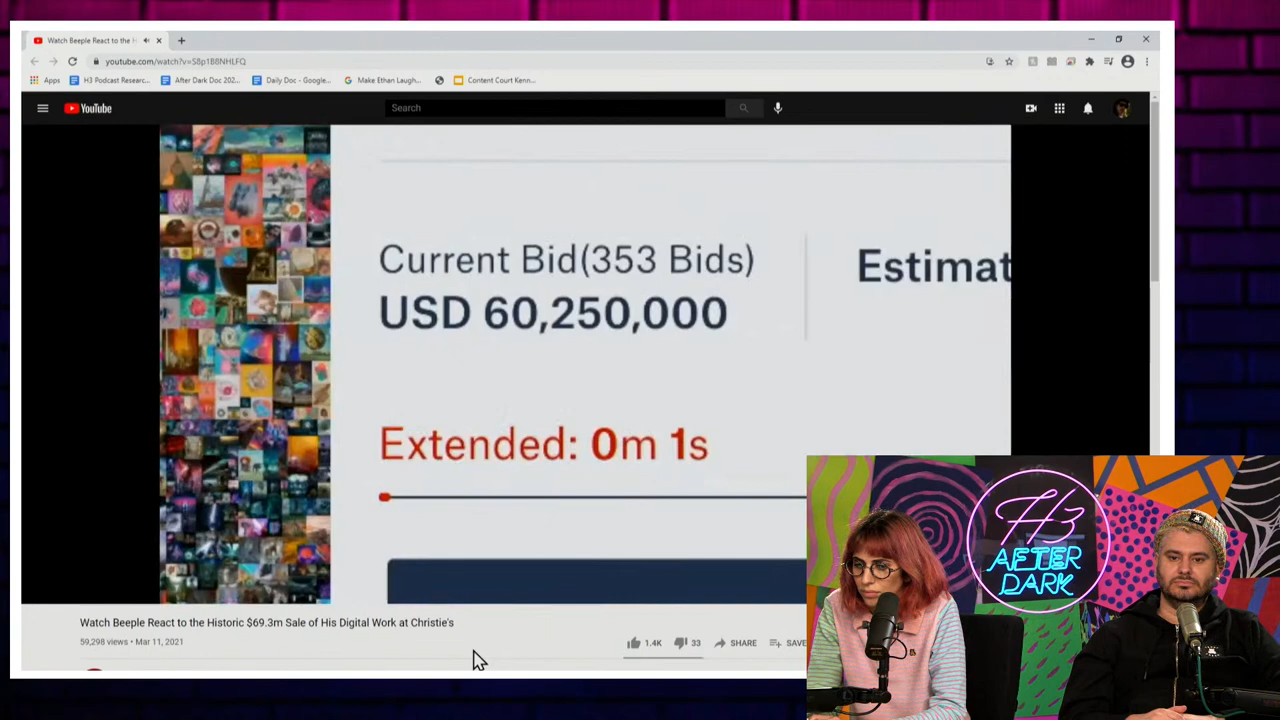 Watch Beeple React to the H
youtube.com/watch?v=S8p1B8NHLFQ
Apps H3 Podcast Researc... After Dark Doc 202... Daily Doc - Google... Make Ethan Laugh... Content Court Kenn...
YouTube
Search
Current Bid(353 Bids)
USD 60,250,000
Estimat
Extended: 0m 1s
Watch Beeple React to the Historic $69.3m Sale of His Digital Work at Christie's
59,298 views • Mar 11, 2021
1.4K 33 SHARE SAVE
H3
AFTER
DARK